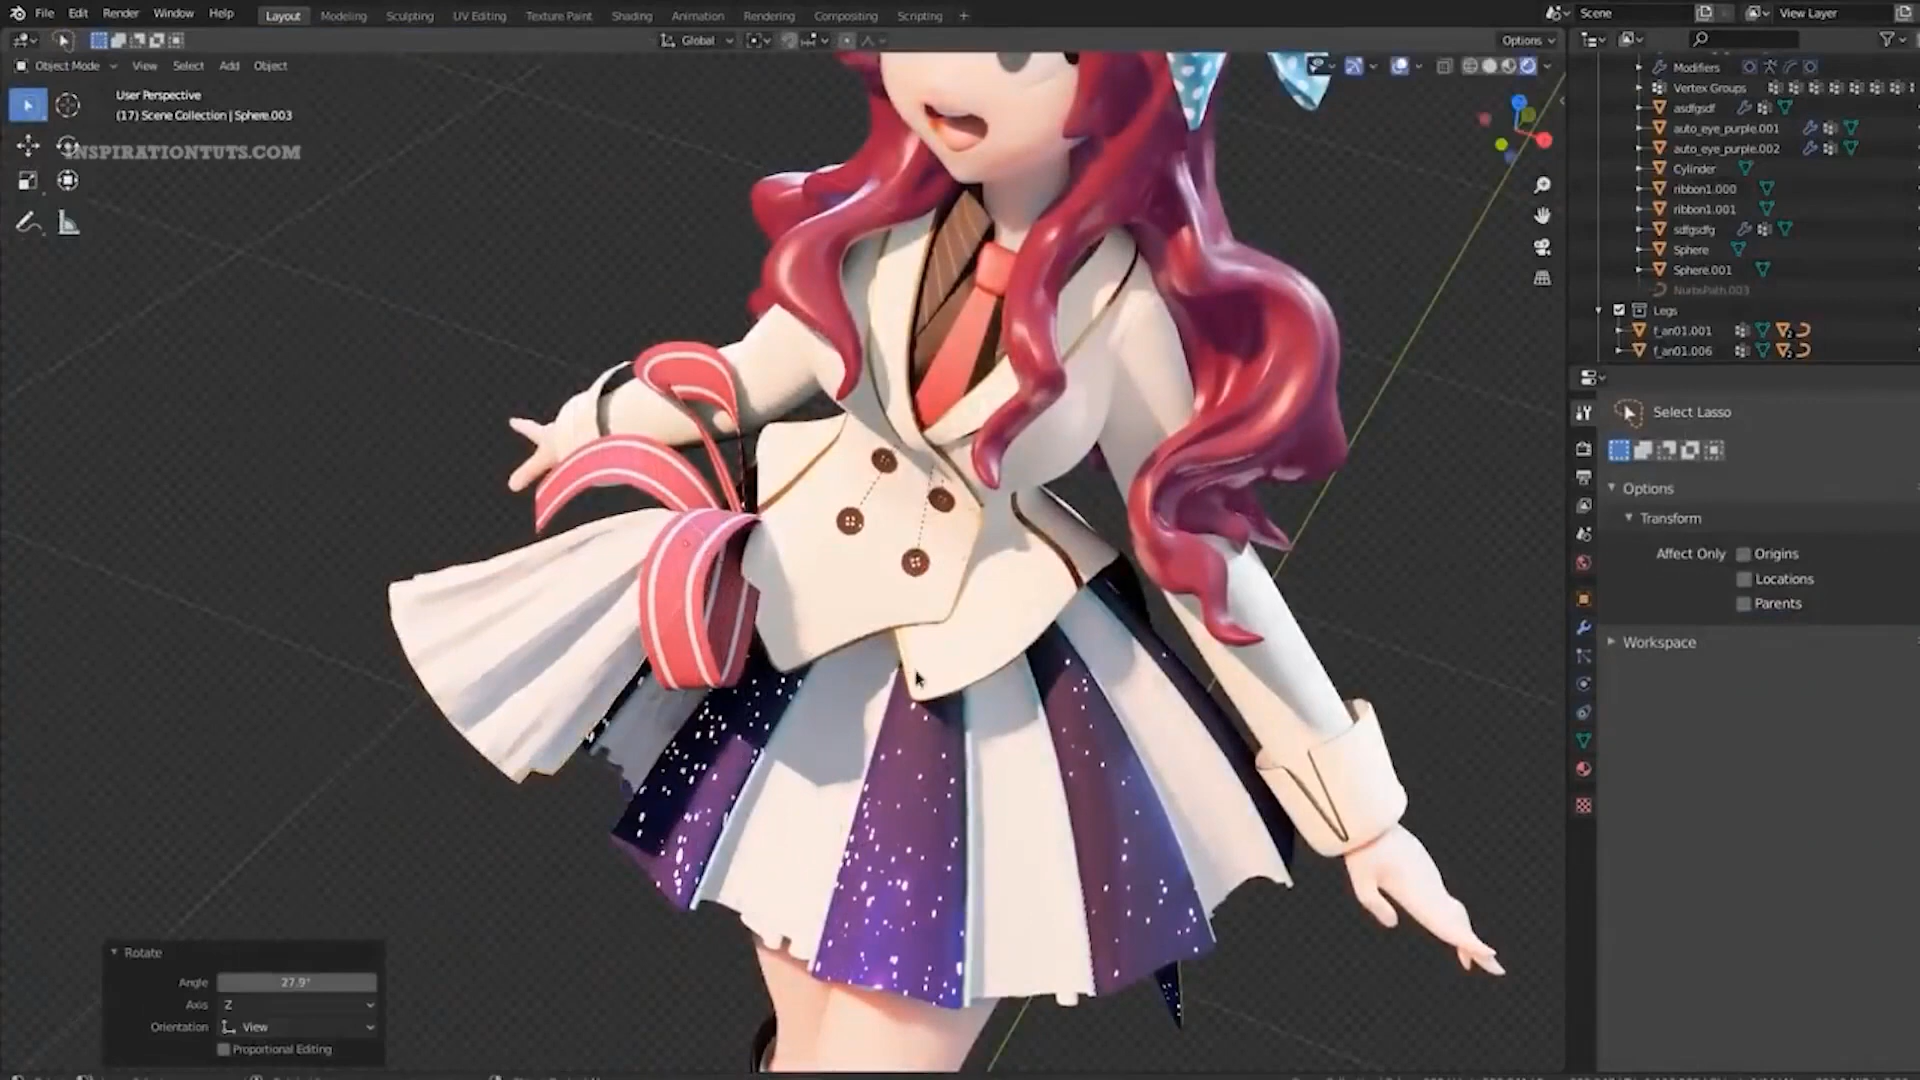 File Edit Render Window Help Layout Modeling Sculpting UV Editing Texture Paint Shading Animation Rendering Compositing Scripting + Scene View Layer
Global Options
Object Mode View Select Add Object
User Perspective
(17) Scene Collection | Sphere.003
INSPIRATIONTUTS.COM
Modifiers
Vertex Groups
asdfgsdf
auto_eye_purple.001
auto_eye_purple.002
Cylinder
ribbon1.000
ribbon1.001
sdfgsdfg
Sphere
Sphere.001
NurbsPath.003
Legs
f_an01.001
f_an01.006
Select Lasso
Options
Transform
Affect Only Origins
Locations
Parents
Workspace
Rotate
Angle 27.9°
Axis Z
Orientation View
Proportional Editing